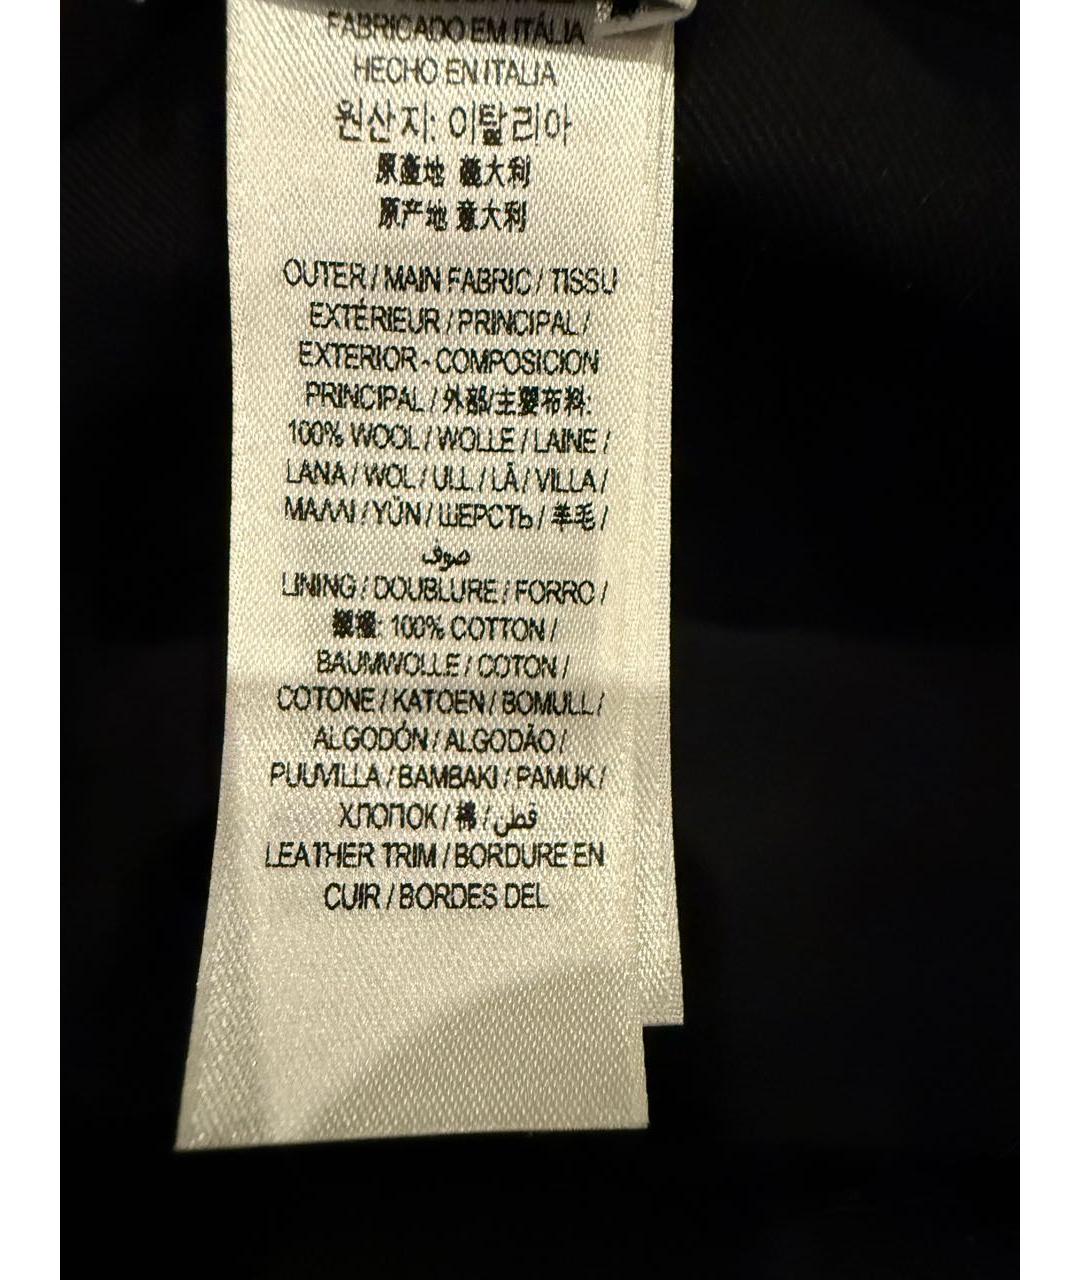 FABRICADO EM ITÁLIA
HECHO EN ITALIA
원산지: 이탈리아
原產地 義大利
原产地 意大利
OUTER / MAIN FABRIC / TISSU
EXTÉRIEUR / PRINCIPAL /
EXTERIOR - COMPOSICION
PRINCIPAL / 外部/主要布料:
100% WOOL / WOLLE / LAINE /
LANA / WOL / ULL / LÃ / VILLA /
ΜΑΛΛΙ / YÜN / ШЕРСТЬ / 羊毛 /
صوف
LINING / DOUBLURE / FORRO /
100% COTTON /
BAUMWOLLE / COTON /
COTONE / KATOEN / BOMULL /
ALGODÓN / ALGODÃO /
PUUVILLA / BAMBAKI / PAMUK /
ХЛОПОК / 棉 / قطن
LEATHER TRIM / BORDURE EN
CUIR / BORDES DEL